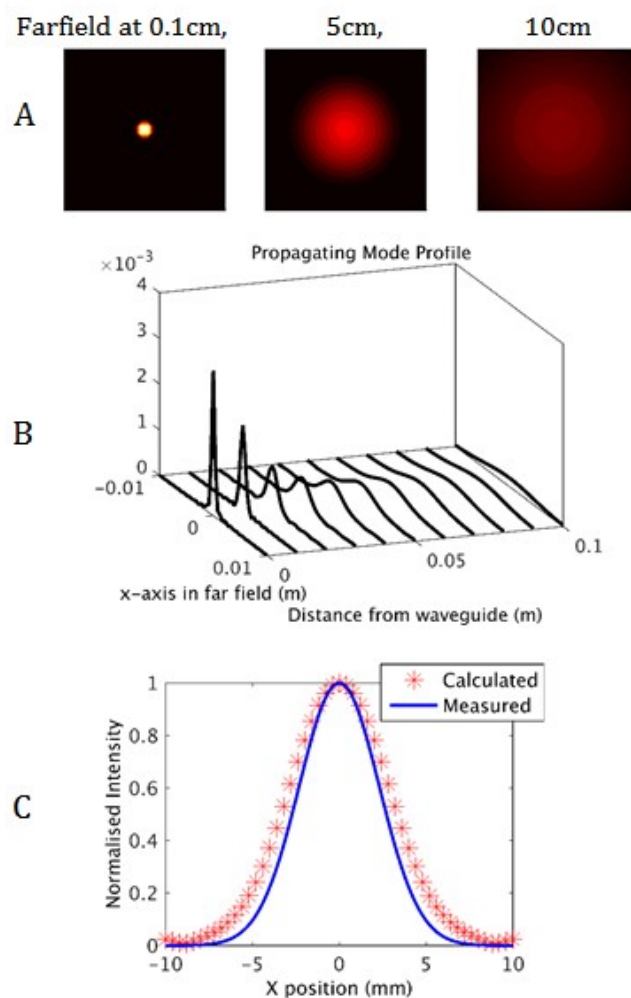 Farfield at 0.1cm, 5cm, 10cm
A
Propagating Mode Profile
×10⁻³
4
3
2
1
0
-0.01
0
0.01
x-axis in far field (m)
0
0.05
0.1
Distance from waveguide (m)
B
Calculated
Measured
1
0.8
0.6
0.4
0.2
0
Normalised Intensity
-10 -5 0 5 10
X position (mm)
C